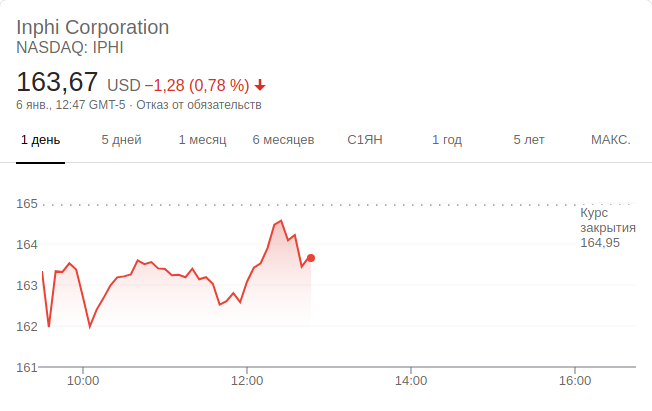 Inphi Corporation
NASDAQ: IPHI
163,67 USD −1,28 (0,78 %)
6 янв., 12:47 GMT-5 · Отказ от обязательств
1 день 5 дней 1 месяц 6 месяцев С1ЯН 1 год 5 лет МАКС.
165
Курс
закрытия
164,95
164
163
162
161
10:00 12:00 14:00 16:00